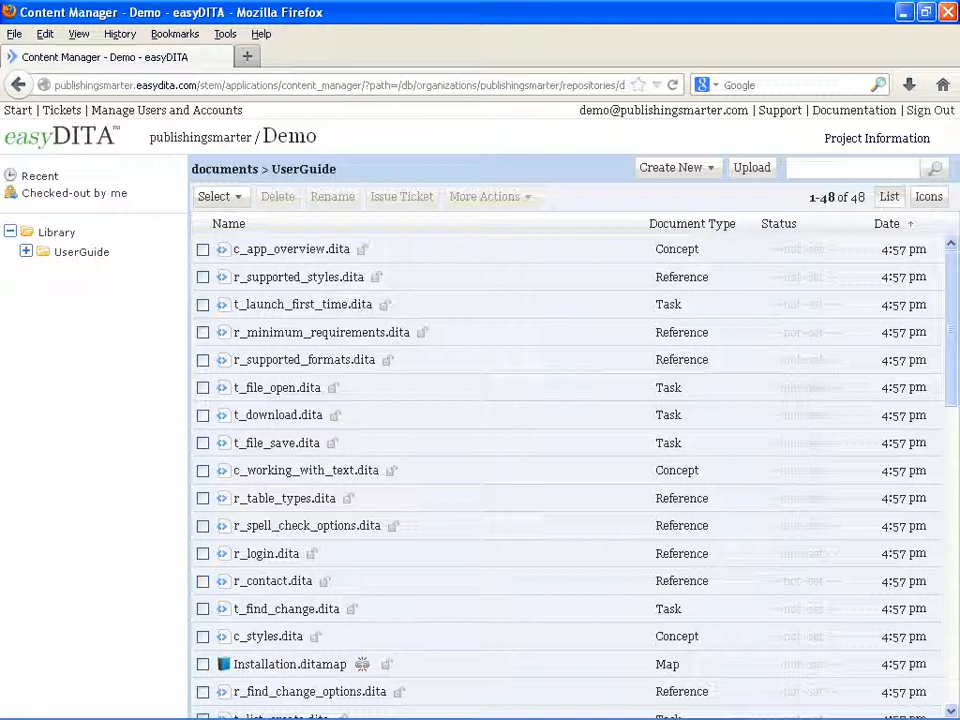 Content Manager - Demo - easyDITA - Mozilla Firefox
File Edit View History Bookmarks Tools Help
Content Manager - Demo - easyDITA
publishingsmarter.easydita.com/stem/applications/content_manager/?path=/db/organizations/publishingsmarter/repositories/d Google
Start | Tickets | Manage Users and Accounts demo@publishingsmarter.com | Support | Documentation | Sign Out
easyDITA™ publishingsmarter / Demo Project Information
Recent
Checked-out by me
Library
UserGuide
documents > UserGuide Create New Upload
Select Delete Rename Issue Ticket More Actions 1-48 of 48 List Icons
Name Document Type Status Date
c_app_overview.dita Concept 4:57 pm
r_supported_styles.dita Reference 4:57 pm
t_launch_first_time.dita Task 4:57 pm
r_minimum_requirements.dita Reference 4:57 pm
r_supported_formats.dita Reference 4:57 pm
t_file_open.dita Task 4:57 pm
t_download.dita Task 4:57 pm
t_file_save.dita Task 4:57 pm
c_working_with_text.dita Concept 4:57 pm
r_table_types.dita Reference 4:57 pm
r_spell_check_options.dita Reference 4:57 pm
r_login.dita Reference 4:57 pm
r_contact.dita Reference 4:57 pm
t_find_change.dita Task 4:57 pm
c_styles.dita Concept 4:57 pm
Installation.ditamap Map 4:57 pm
r_find_change_options.dita Reference 4:57 pm